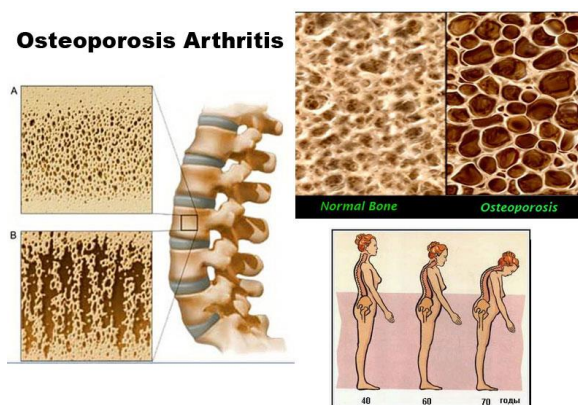 Osteoporosis Arthritis
A
B
Normal Bone
Osteoporosis
40
60
70
годы